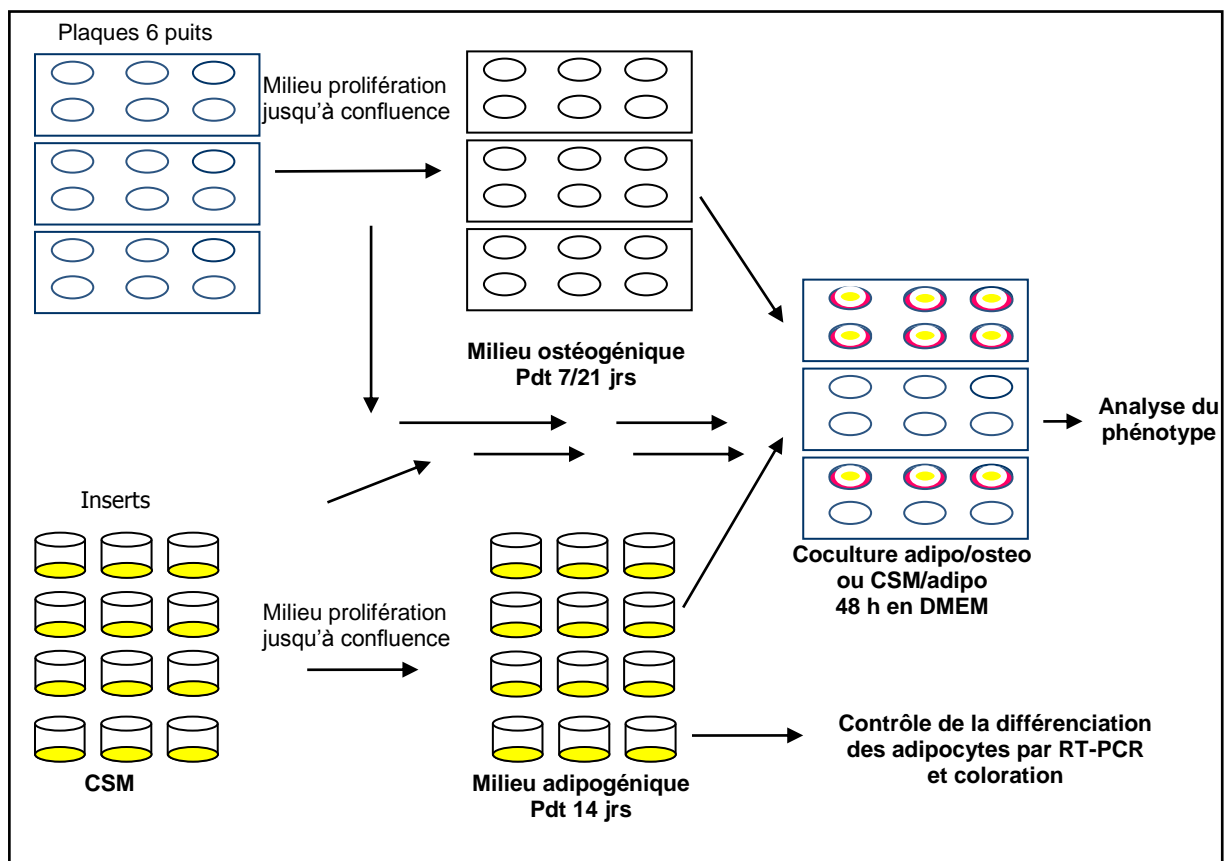 Plaques 6 puits
Milieu prolifération
jusqu'à confluence
Milieu ostéogénique
Pdt 7/21 jrs
Analyse du
phénotype
Inserts
Coculture adipo/osteo
ou CSM/adipo
48 h en DMEM
Milieu prolifération
jusqu'à confluence
CSM
Milieu adipogénique
Pdt 14 jrs
Contrôle de la différenciation
des adipocytes par RT-PCR
et coloration